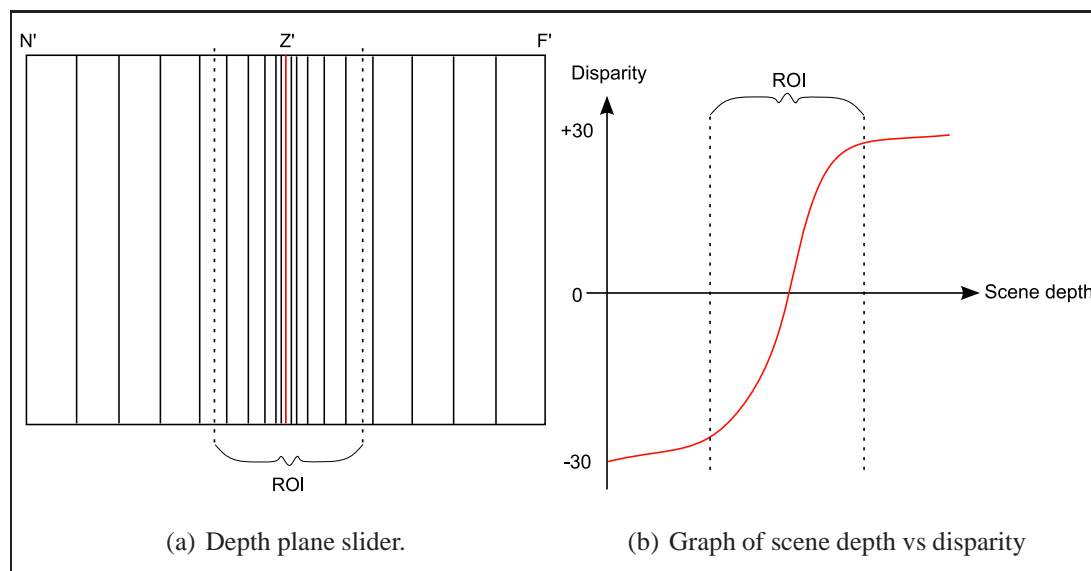 N' Z' F'
ROI
(a) Depth plane slider.
Disparity
ROI
+30
0
Scene depth
-30
(b) Graph of scene depth vs disparity